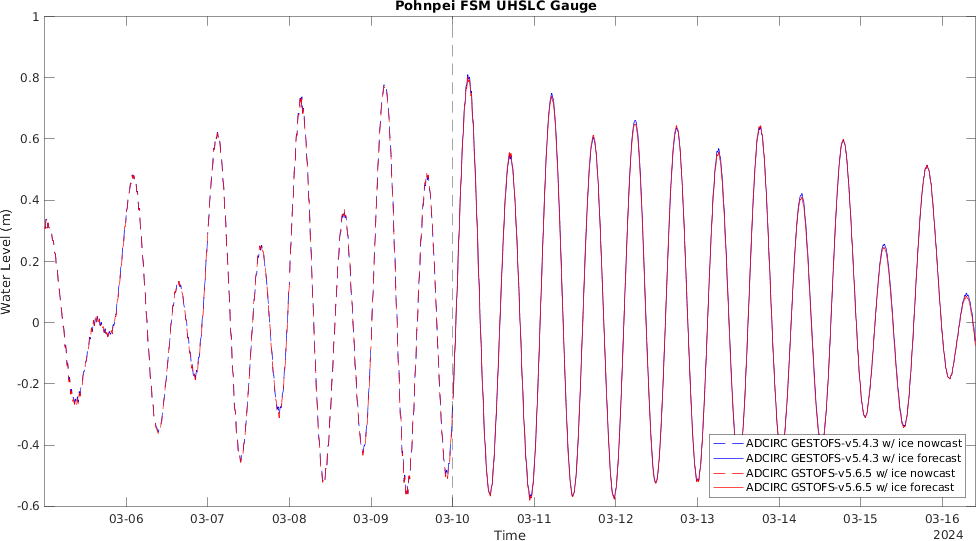 Pohnpei FSM UHSLC Gauge
1
0.8
0.6
0.4
0.2
0
-0.2
-0.4
-0.6
Water Level (m)
03-06 03-07 03-08 03-09 03-10 03-11 03-12 03-13 03-14 03-15 03-16
Time
2024
ADCIRC GESTOFS-v5.4.3 w/ ice nowcast
ADCIRC GESTOFS-v5.4.3 w/ ice forecast
ADCIRC GSTOFS-v5.6.5 w/ ice nowcast
ADCIRC GSTOFS-v5.6.5 w/ ice forecast